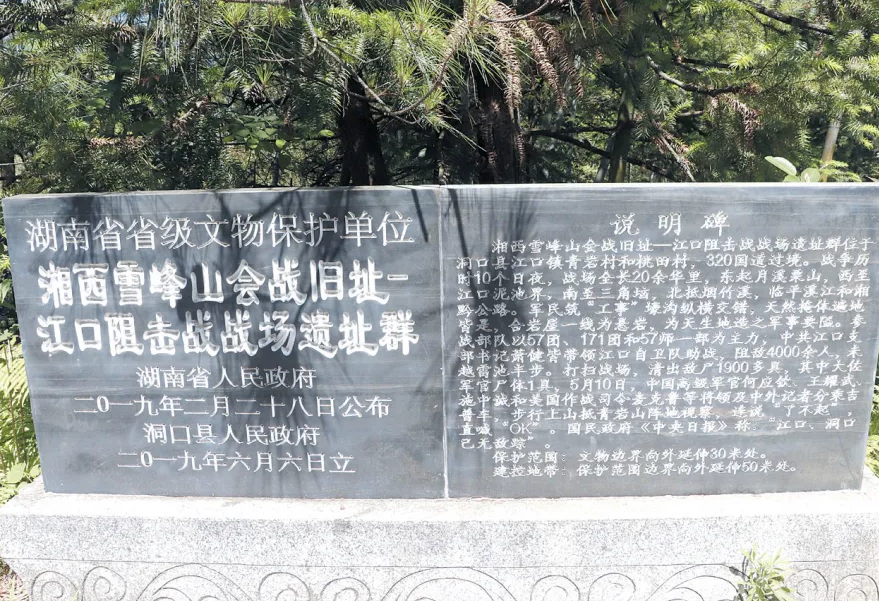 湖南省省级文物保护单位
湘西雪峰山会战旧址—
江口阻击战战场遗址群
湖南省人民政府
二0一九年二月二十八日公布
洞口县人民政府
二0一九年六月六日立
说明碑
湘西雪峰山会战旧址—江口阻击战战场遗址群位于
洞口县江口镇青岩村和桃田村、320国道过境。战争历
时10个日夜，战场全长20余华里，东起月溪栗山，西至
江口泥池界，南至三角塘，北抵烟竹溪，临平溪江和湘
黔公路。军民筑“工事”壕沟纵横交错，天然掩体遍地
皆是，合岩屋一线为悬岩，为天生地造之军事要隘。参
战部队以57团、171团和57师一部为主力，中共江口支
部书记萧健皆带领江口自卫队助战，阻敌4000余人，未
越雷池半步。打扫战场，清出敌尸1900多具，其中大佐
军官尸体1具，5月10日，中国高级军官何应钦、王耀武、
施中诚和美国作战司令麦克鲁等将领及中外记者分乘吉
普车，步行上山抵青岩山阵地视察，连说“了不起”，
直喊“OK”。国民政府《中央日报》称：“江口、洞口
已无敌踪”。
保护范围：文物边界向外延伸30米处。
建控地带：保护范围边界向外延伸50米处。